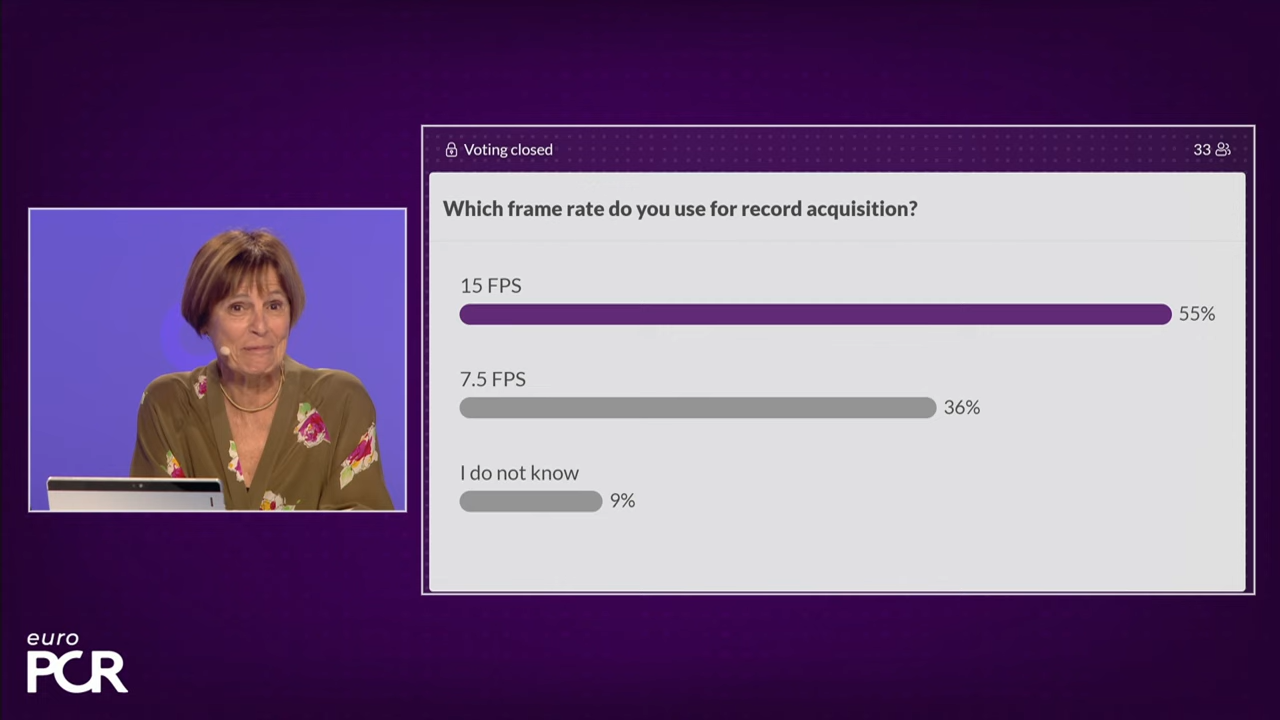 Voting closed
33
Which frame rate do you use for record acquisition?
15 FPS
55%
7.5 FPS
36%
I do not know
9%
euro
PCR